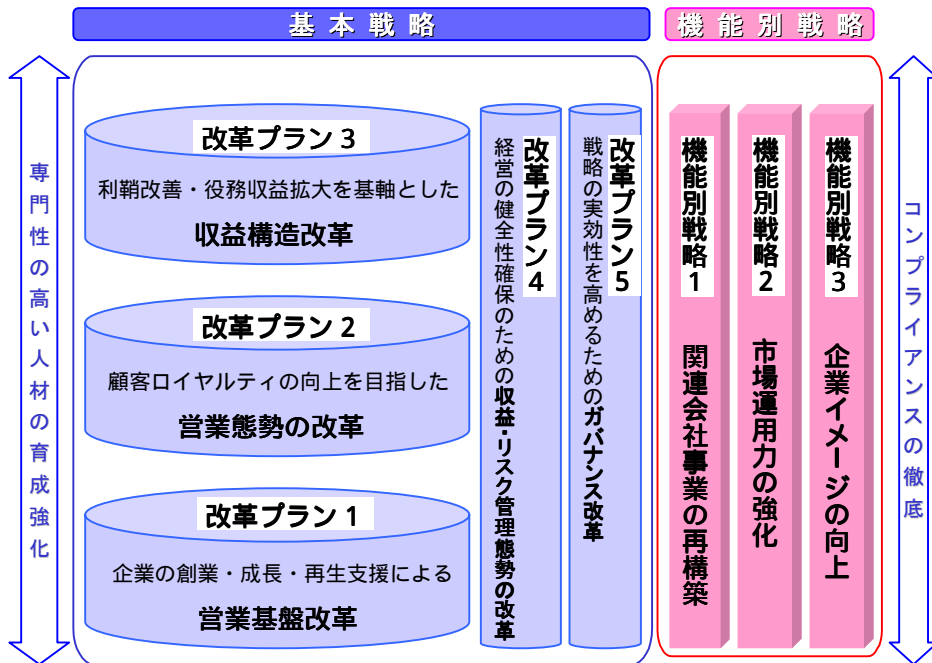 基本戦略
機能別戦略
専門性の高い人材の育成強化
改革プラン３
利鞘改善・役務収益拡大を基軸とした
収益構造改革
改革プラン２
顧客ロイヤルティの向上を目指した
営業態勢の改革
改革プラン１
企業の創業・成長・再生支援による
営業基盤改革
改革プラン４
経営の健全性確保のための収益・リスク管理態勢の改革
改革プラン５
戦略の実効性を高めるためのガバナンス改革
機能別戦略１
関連会社事業の再構築
機能別戦略２
市場運用力の強化
機能別戦略３
企業イメージの向上
コンプライアンスの徹底